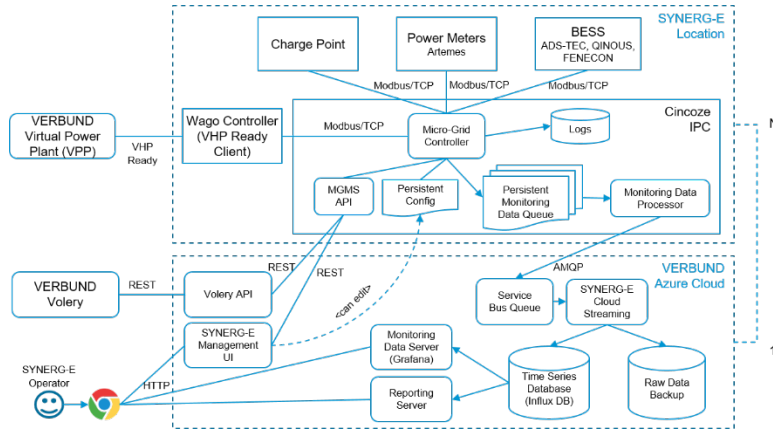 SYNERG-E
Location
Charge Point
Power Meters
Artemes
BESS
ADS-TEC, QINOUS,
FENECON
Modbus/TCP
Modbus/TCP
Modbus/TCP
Cincoze
IPC
N
VERBUND
Virtual Power
Plant (VPP)
VHP
Ready
Wago Controller
(VHP Ready
Client)
Modbus/TCP
Micro-Grid
Controller
Logs
MGMS
API
Persistent
Config
Persistent
Monitoring
Data Queue
Monitoring Data
Processor
REST
REST
<can edit>
AMQP
VERBUND
Azure Cloud
VERBUND
Volery
REST
Volery API
Service
Bus Queue
SYNERG-E
Cloud
Streaming
SYNERG-E
Management
UI
Monitoring
Data Server
(Grafana)
1
SYNERG-E
Operator
HTTP
Reporting
Server
Time Series
Database
(Influx DB)
Raw Data
Backup